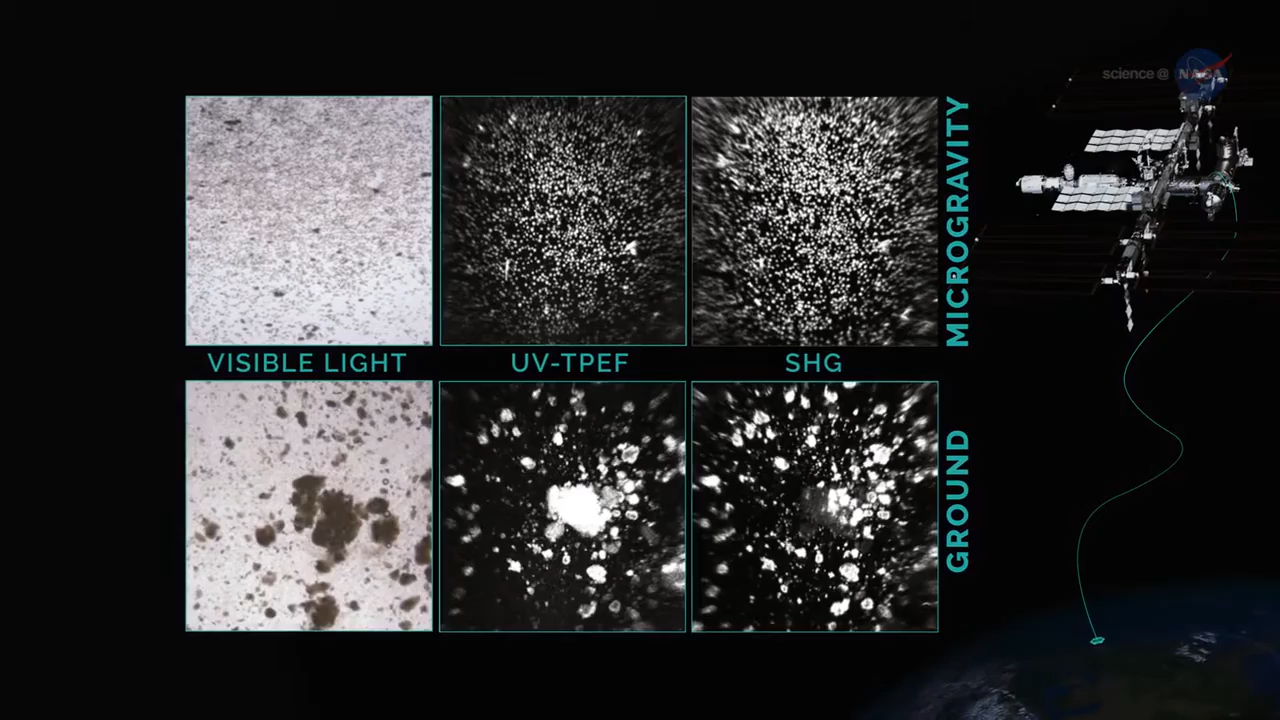 science@ NASA
MICROGRAVITY
VISIBLE LIGHT
UV-TPEF
SHG
GROUND